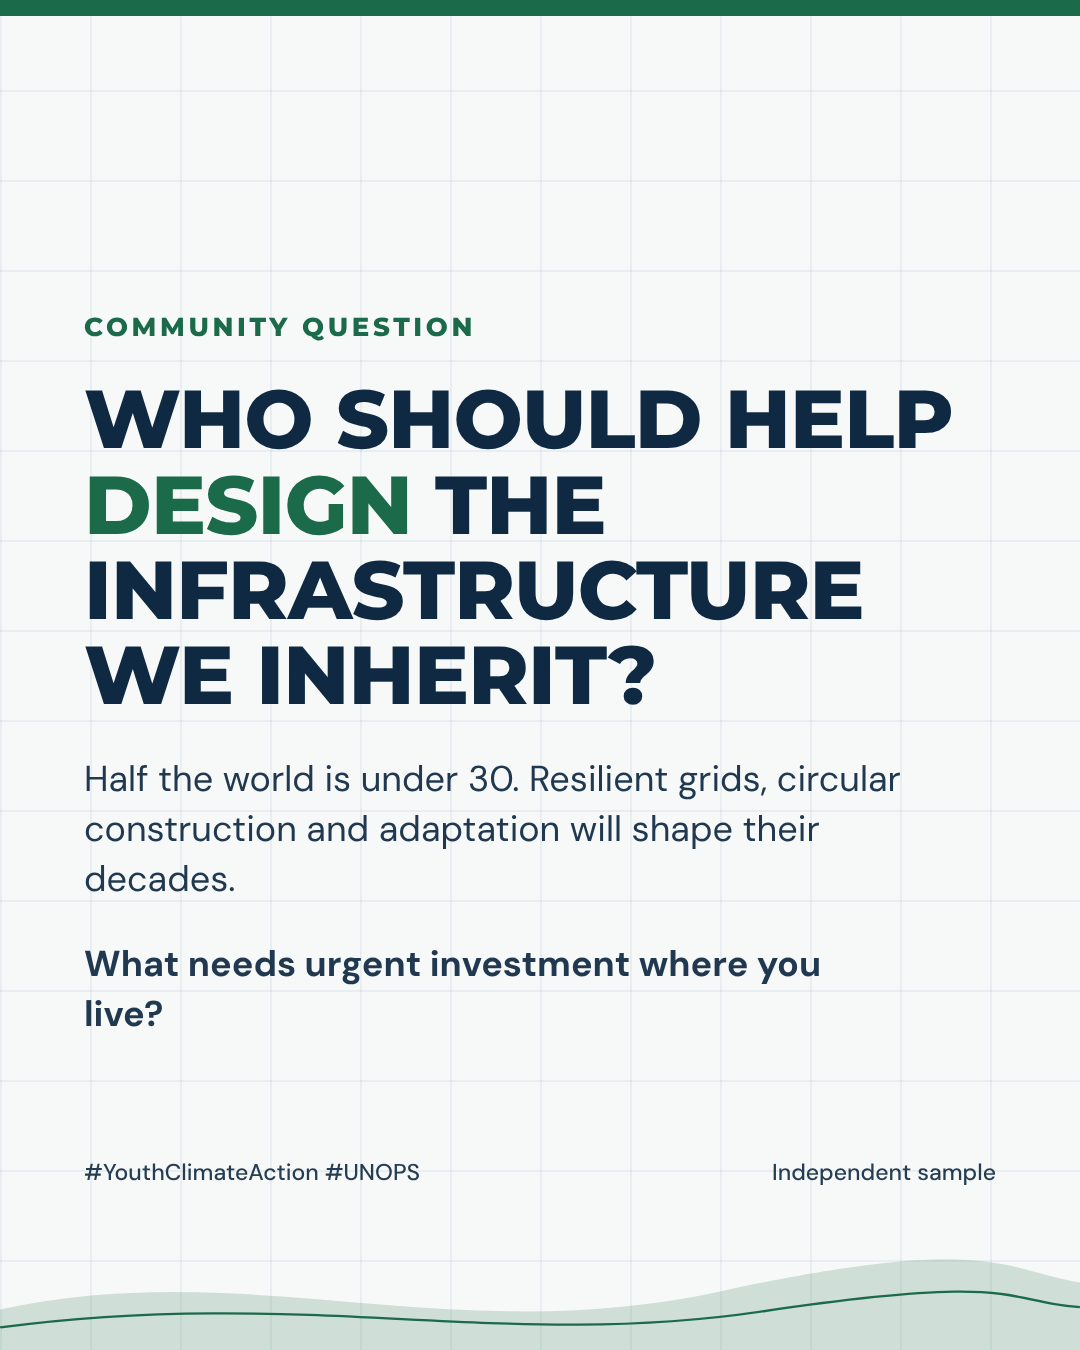 COMMUNITY QUESTION
WHO SHOULD HELP
DESIGN THE
INFRASTRUCTURE
WE INHERIT?
Half the world is under 30. Resilient grids, circular
construction and adaptation will shape their
decades.
What needs urgent investment where you
live?
#YouthClimateAction #UNOPS
Independent sample